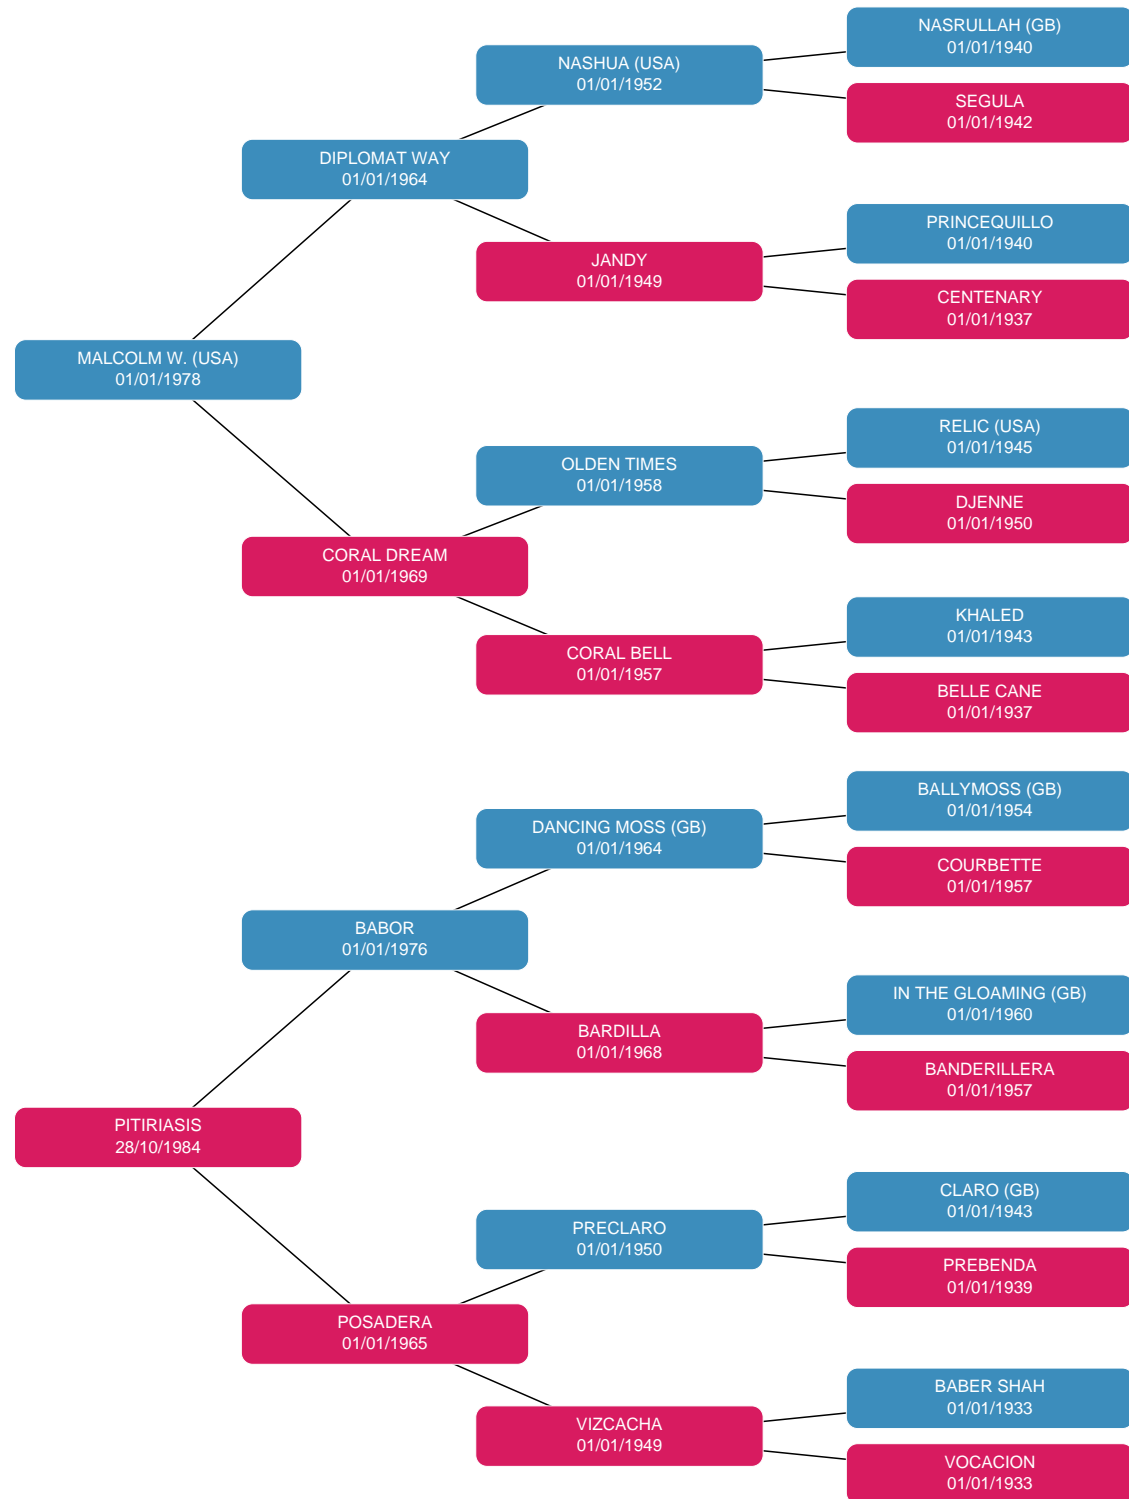 NASRULLAH (GB)
01/01/1940
NASHUA (USA)
01/01/1952
SEGULA
01/01/1942
DIPLOMAT WAY
01/01/1964
PRINCEQUILLO
01/01/1940
JANDY
01/01/1949
CENTENARY
01/01/1937
MALCOLM W. (USA)
01/01/1978
RELIC (USA)
01/01/1945
OLDEN TIMES
01/01/1958
DJENNE
01/01/1950
CORAL DREAM
01/01/1969
KHALED
01/01/1943
CORAL BELL
01/01/1957
BELLE CANE
01/01/1937
BALLYMOSS (GB)
01/01/1954
DANCING MOSS (GB)
01/01/1964
COURBETTE
01/01/1957
BABOR
01/01/1976
IN THE GLOAMING (GB)
01/01/1960
BARDILLA
01/01/1968
BANDERILLERA
01/01/1957
PITIRIASIS
28/10/1984
CLARO (GB)
01/01/1943
PRECLARO
01/01/1950
PREBENDA
01/01/1939
POSADERA
01/01/1965
BABER SHAH
01/01/1933
VIZCACHA
01/01/1949
VOCACION
01/01/1933